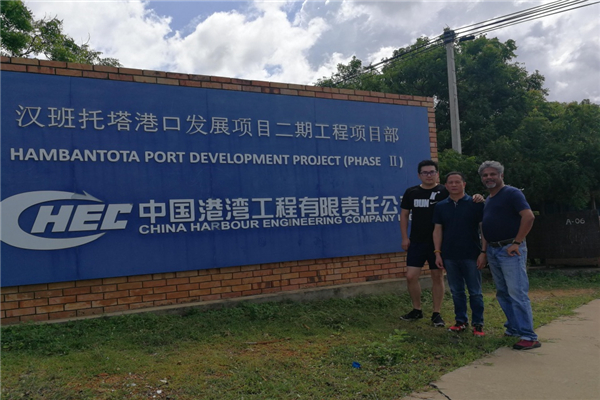 汉班托塔港口发展项目二期工程项目部
HAMBANTOTA PORT DEVELOPMENT PROJECT (PHASE Ⅱ)
CHEC 中国港湾工程有限责任公
CHINA HARBOUR ENGINEERING COMPANY
A-06